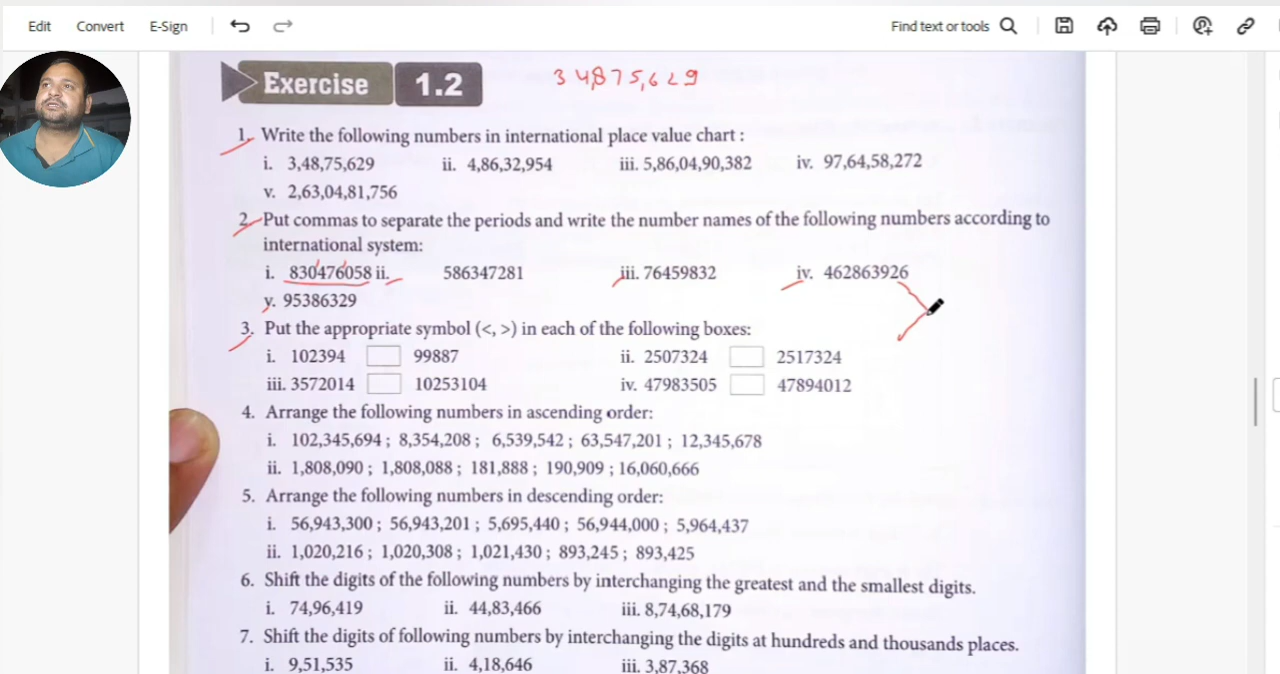 Edit Convert E-Sign Find text or tools
Exercise 1.2 34,875,629
1. Write the following numbers in international place value chart :
i. 3,48,75,629 ii. 4,86,32,954 iii. 5,86,04,90,382 iv. 97,64,58,272
v. 2,63,04,81,756
2. Put commas to separate the periods and write the number names of the following numbers according to
international system:
i. 830476058 ii. 586347281 iii. 76459832 iv. 462863926
v. 95386329
3. Put the appropriate symbol (<, >) in each of the following boxes:
i. 102394 99887 ii. 2507324 2517324
iii. 3572014 10253104 iv. 47983505 47894012
4. Arrange the following numbers in ascending order:
i. 102,345,694 ; 8,354,208 ; 6,539,542 ; 63,547,201 ; 12,345,678
ii. 1,808,090 ; 1,808,088 ; 181,888 ; 190,909 ; 16,060,666
5. Arrange the following numbers in descending order:
i. 56,943,300 ; 56,943,201 ; 5,695,440 ; 56,944,000 ; 5,964,437
ii. 1,020,216 ; 1,020,308 ; 1,021,430 ; 893,245 ; 893,425
6. Shift the digits of the following numbers by interchanging the greatest and the smallest digits.
i. 74,96,419 ii. 44,83,466 iii. 8,74,68,179
7. Shift the digits of following numbers by interchanging the digits at hundreds and thousands places.
i. 9,51,535 ii. 4,18,646 iii. 3,87,368